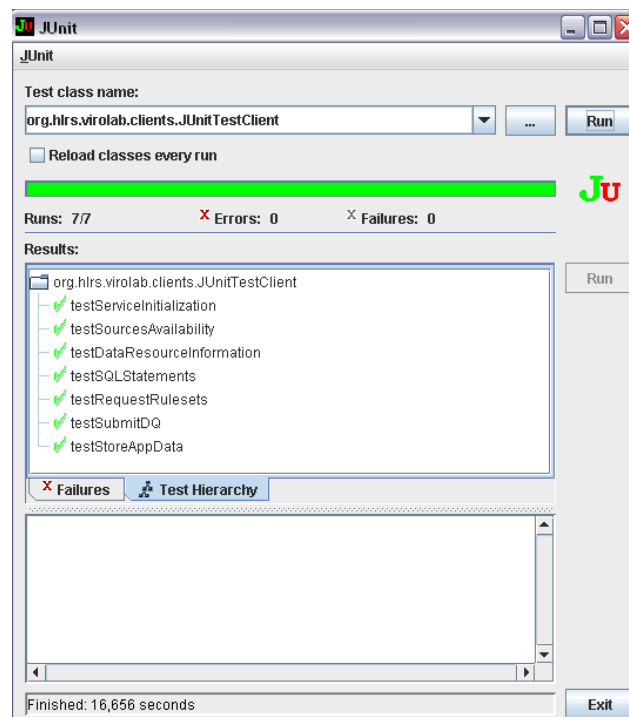 JU JUnit
JUnit
Test class name:
org.hlrs.virolab.clients.JUnitTestClient ... Run
Reload classes every run
JU
Runs: 7/7 X Errors: 0 X Failures: 0
Results:
Run
org.hlrs.virolab.clients.JUnitTestClient
testServiceInitialization
testSourcesAvailability
testDataResourceInformation
testSQLStatements
testRequestRulesets
testSubmitDQ
testStoreAppData
X Failures Test Hierarchy
Finished: 16,656 seconds Exit